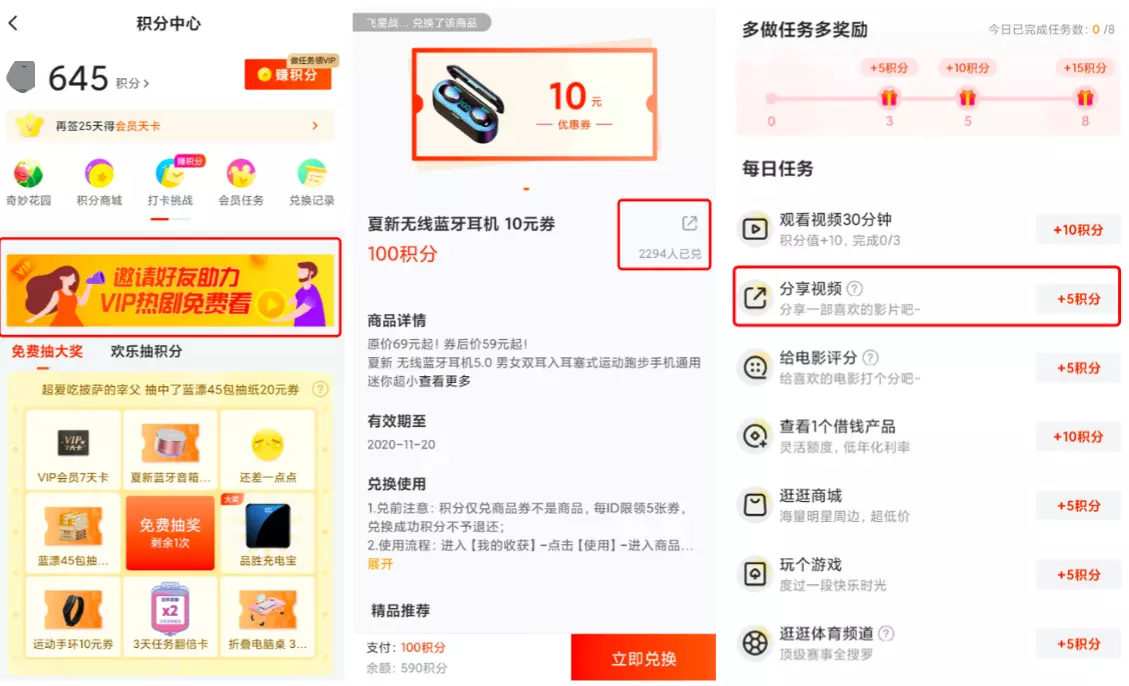 积分中心
645 积分
做任务领VIP
赚积分
再签25天得会员天卡
赚积分
奇妙花园 积分商城 打卡挑战 会员任务 兑换记录
VIP
邀请好友助力
VIP热剧免费看
免费抽大奖 欢乐抽积分
超爱吃披萨的宰父 抽中了蓝漂45包抽纸20元券
VIP
7天卡
VIP会员7天卡 夏新蓝牙音箱... 还差一点点
大奖
免费抽奖
剩余1次
蓝漂45包抽... 品胜充电宝
x2
运动手环10元券 3天任务翻倍卡 折叠电脑桌 3...
飞星战... 兑换了该商品
10元
优惠券
夏新无线蓝牙耳机 10元券
100积分
2294人已兑
商品详情
原价69元起！券后价59元起！
夏新 无线蓝牙耳机5.0 男女双耳入耳塞式运动跑步手机通用
迷你超小查看更多
有效期至
2020-11-20
兑换使用
1.兑前注意：积分仅兑商品券不是商品，每ID限领5张券，
兑换成功积分不予退还；
2.使用流程：进入【我的收获】-点击【使用】-进入商品...
展开
精品推荐
支付：100积分
余额：590积分
立即兑换
多做任务多奖励
今日已完成任务数：0 /8
+5积分 +10积分 +15积分
0 3 5 8
每日任务
观看视频30分钟
积分值+10，完成0/3
+10积分
分享视频
分享一部喜欢的影片吧~
+5积分
给电影评分
给喜欢的电影打个分吧~
+5积分
查看1个借钱产品
灵活额度，低年化利率
+10积分
逛逛商城
海量明星周边，超低价
+5积分
玩个游戏
度过一段快乐时光
+5积分
逛逛体育频道
顶级赛事全搜罗
+5积分